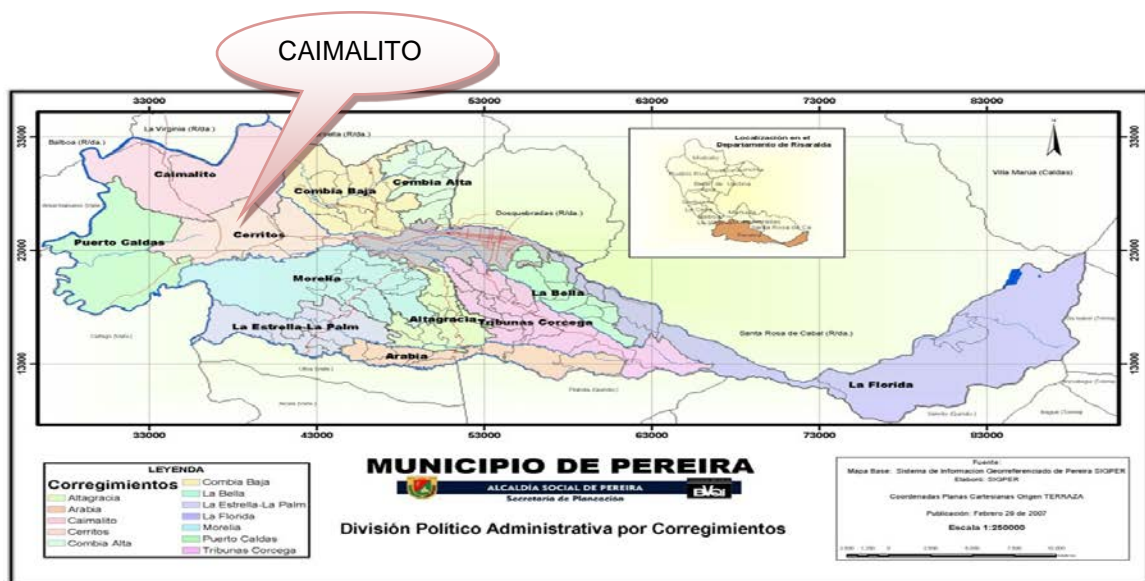 CAIMALITO
33000
53000
63000
73000
83000
La Virginia (R/da.)
Balboa (R/da.)
33000
33000
Caimalito
Combia Baja
Combia Alta
Localización en el
Departamento de Risaralda
Villa Maria (Caldas)
Dosquebradas (R/da.)
Puerto Caldas
Cerritos
23000
23000
Morelia
La Bella
La Estrella-La Palm
Altagracia
Tribunas Corcega
Santa Rosa de Cabal (R/da.)
Arabia
La Florida
13000
13000
33000
43000
53000
63000
73000
83000
LEYENDA
Corregimientos
Altagracia
Arabia
Caimalito
Cerritos
Combia Alta
Combia Baja
La Bella
La Estrella-La Palm
La Florida
Morelia
Puerto Caldas
Tribunas Corcega
MUNICIPIO DE PEREIRA
ALCALDÍA SOCIAL DE PEREIRA
Secretaría de Planeación
División Político Administrativa por Corregimientos
Fuente:
Mapa Base: Sistema de Informacion Georreferenciado de Pereira SIGPER
Elaboró: SIGPER
Coordenadas Planas Cartesianas Origen TERRAZA
Publicación: Febrero 28 de 2007
Escala 1:250000